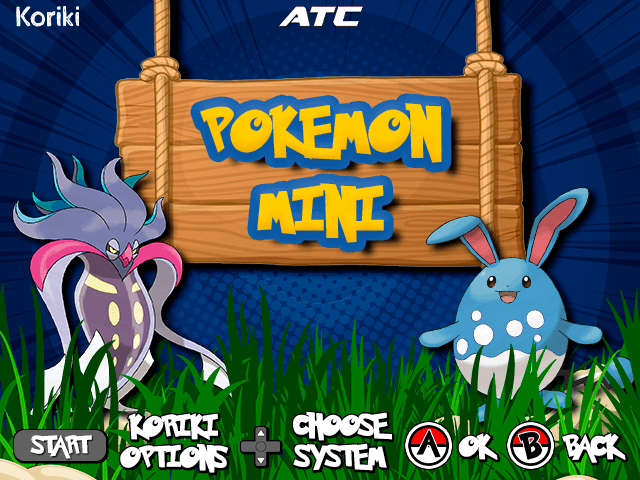 Koriki
ATC
POKEMON
MINI
START
KORIKI
OPTIONS
CHOOSE
SYSTEM
A OK
B BACK